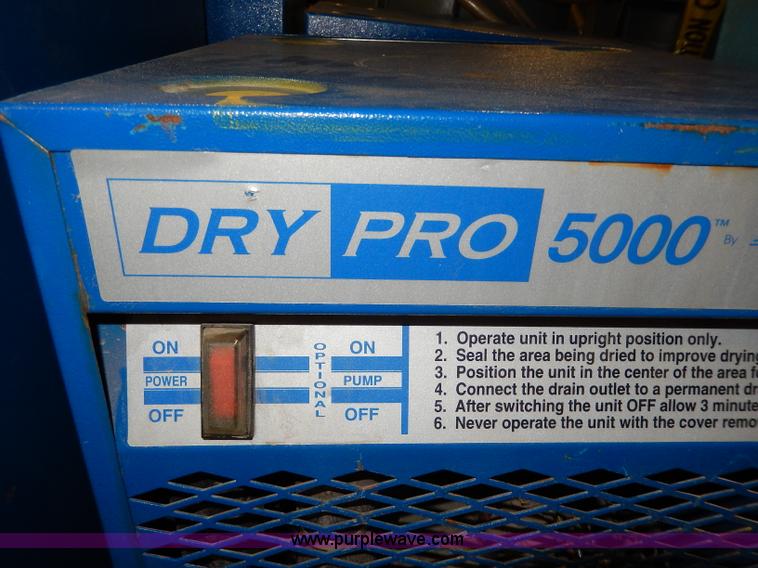 TION C
DRY PRO 5000™ By
ON OPTIONAL ON
POWER PUMP
OFF OFF
1. Operate unit in upright position only.
2. Seal the area being dried to improve drying
3. Position the unit in the center of the area f
4. Connect the drain outlet to a permanent dr
5. After switching the unit OFF allow 3 minute
6. Never operate the unit with the cover remo
www.purplewave.com